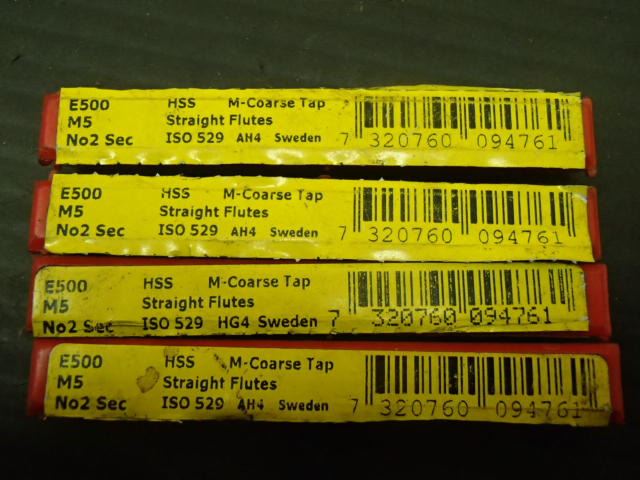 E500 HSS M-Coarse Tap
M5 Straight Flutes
No2 Sec ISO 529 AH4 Sweden 7 320760 094761
E500 HSS M-Coarse Tap
M5 Straight Flutes
No2 Sec ISO 529 AH4 Sweden 7 320760 094761
E500 HSS M-Coarse Tap
M5 Straight Flutes
No2 Sec ISO 529 HG4 Sweden 7 320760 094761
E500 HSS M-Coarse Tap
M5 Straight Flutes
No2 Sec ISO 529 AH4 Sweden 7 320760 094761